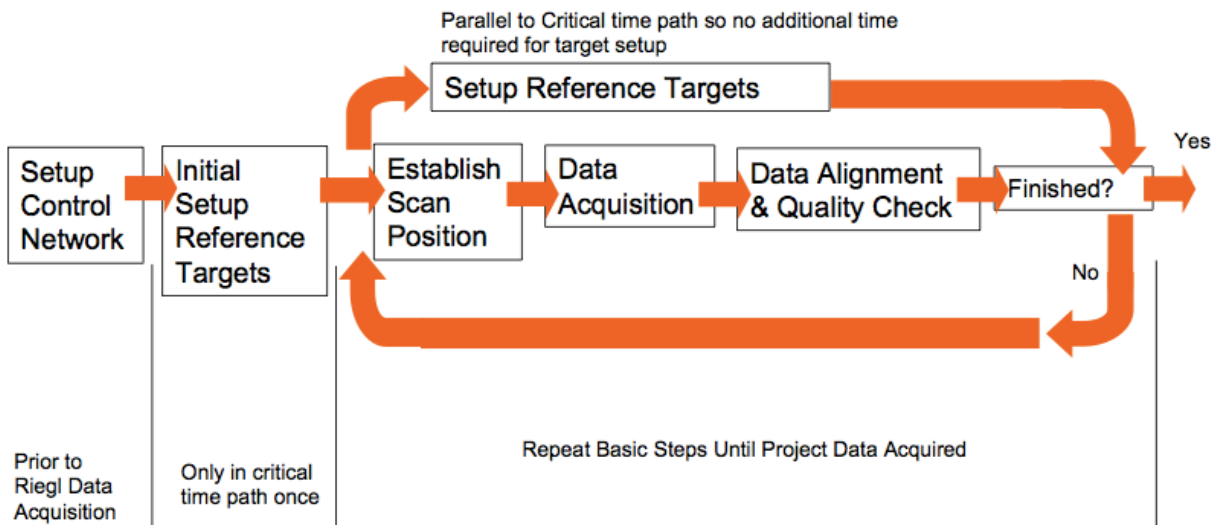 Parallel to Critical time path so no additional time
required for target setup
Setup Reference Targets
Setup
Control
Network
Initial
Setup
Reference
Targets
Establish
Scan
Position
Data
Acquisition
Data Alignment
& Quality Check
Finished?
Yes
No
Prior to
Riegl Data
Acquisition
Only in critical
time path once
Repeat Basic Steps Until Project Data Acquired